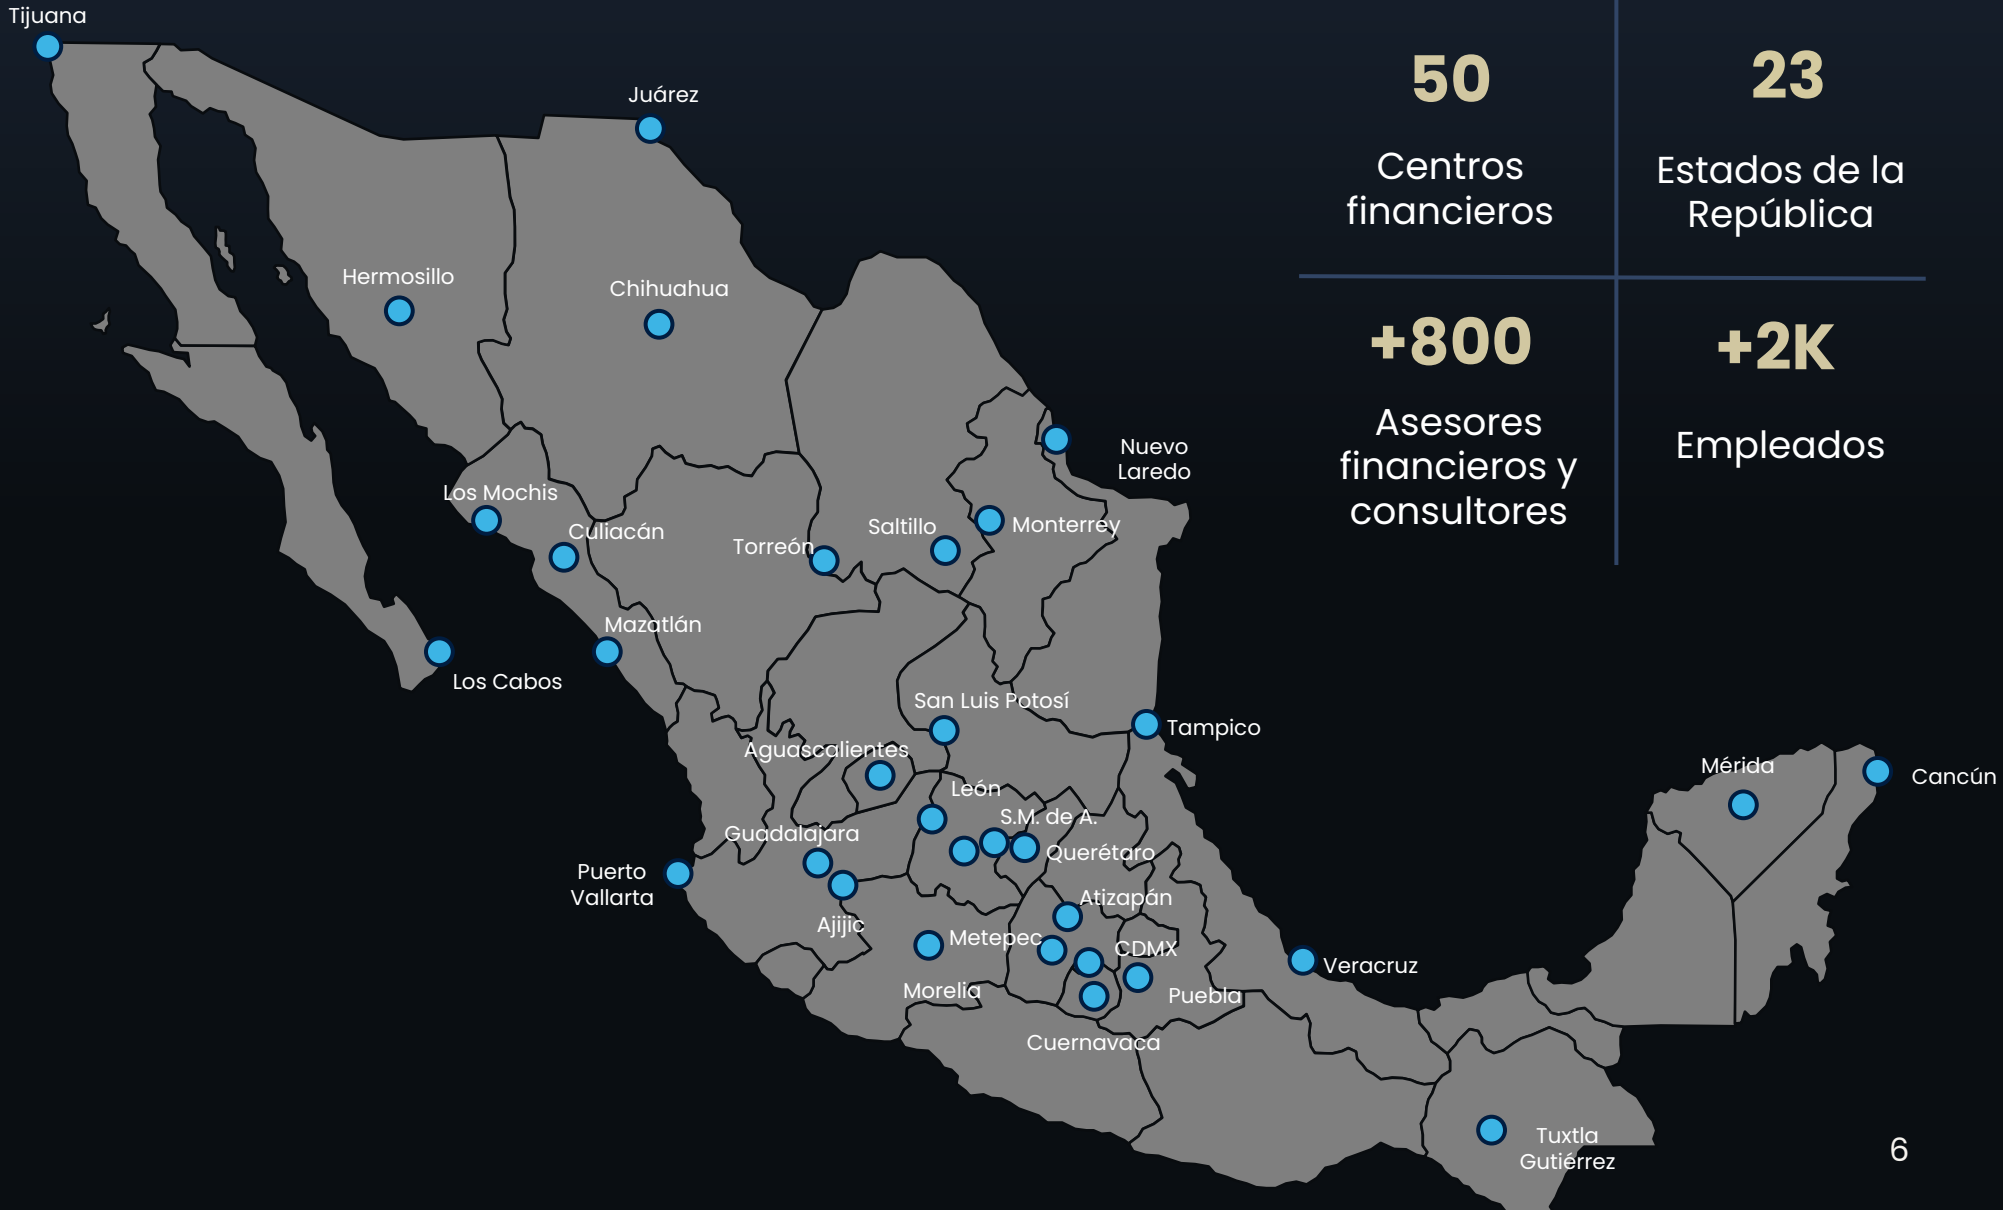 Tijuana
Juárez
Hermosillo
Chihuahua
Nuevo
Laredo
Los Mochis
Culiacán
Torreón
Saltillo
Monterrey
Mazatlán
Los Cabos
San Luis Potosí
Tampico
Aguascalientes
León
S.M. de A.
Guadalajara
Querétaro
Puerto
Vallarta
Ajijic
Atizapán
Metepec
CDMX
Morelia
Puebla
Cuernavaca
Veracruz
Mérida
Cancún
Tuxtla
Gutiérrez
50
Centros
financieros
23
Estados de la
República
+800
Asesores
financieros y
consultores
+2K
Empleados
6